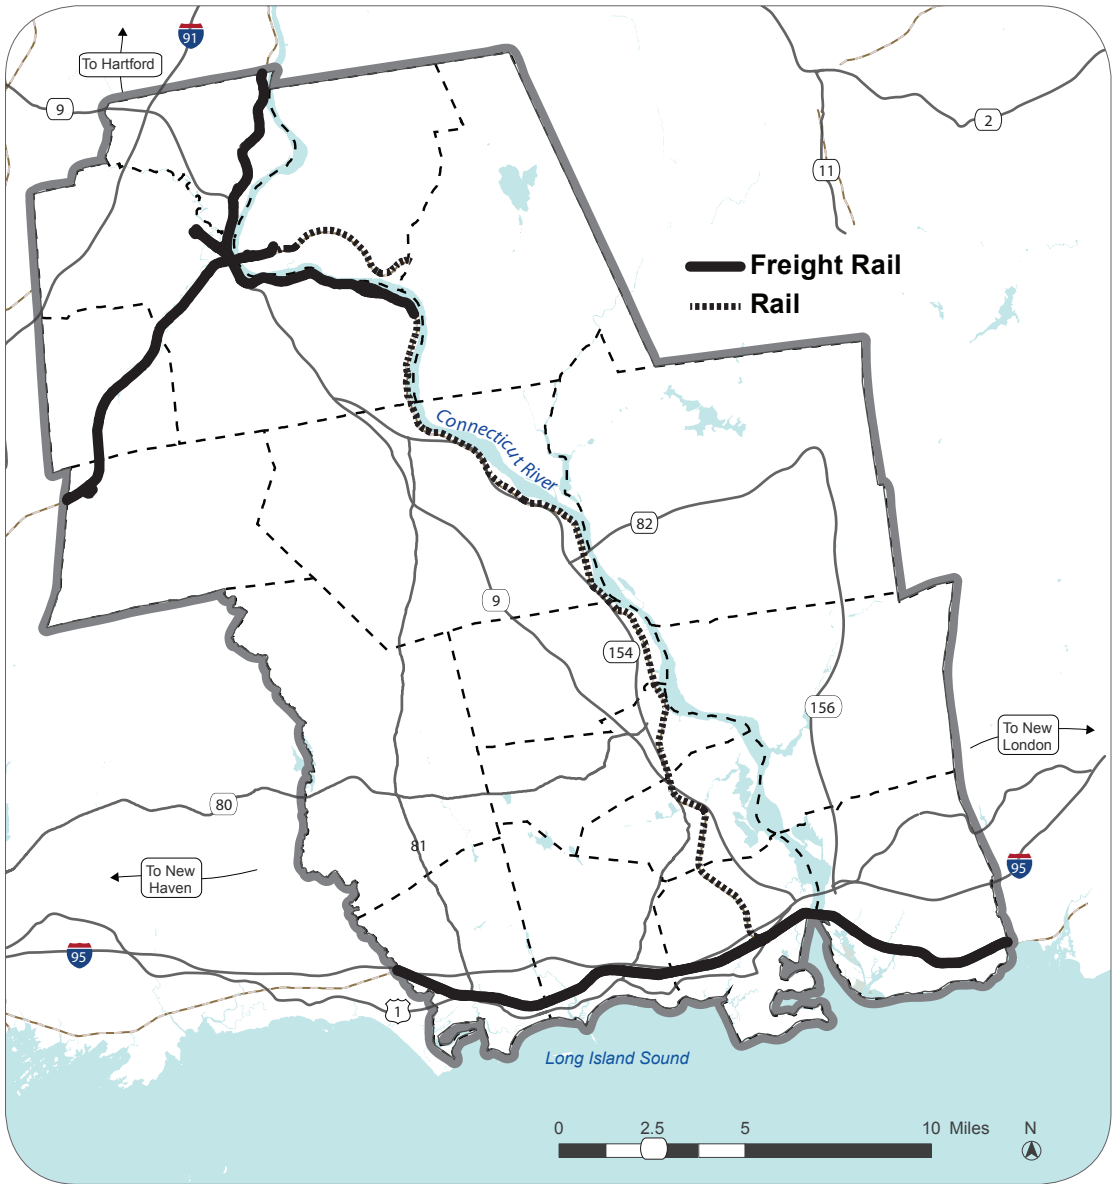 91
To Hartford
9
2
11
Freight Rail
Rail
Connecticut River
82
9
154
156
To New
London
80
81
To New
Haven
95
95
1
Long Island Sound
0 2.5 5 10 Miles N